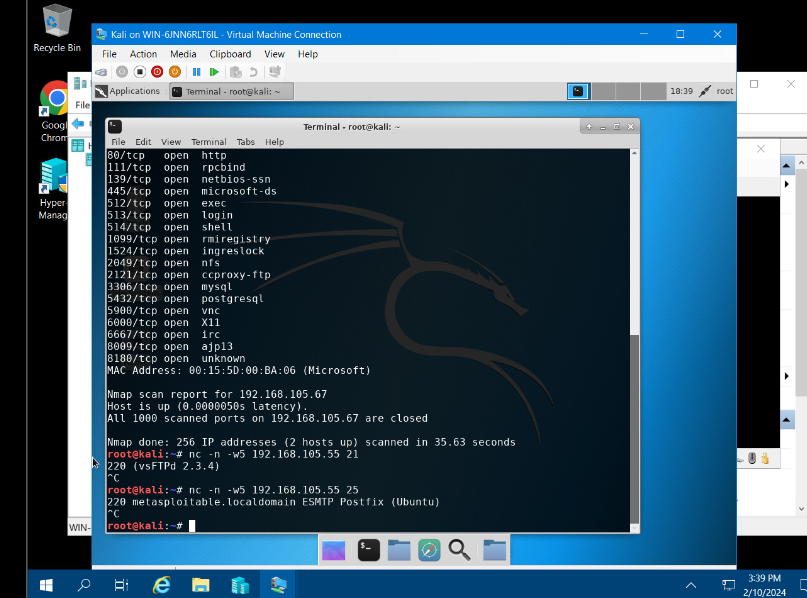 Recycle Bin
Kali on WIN-6JNN6RLT6IL - Virtual Machine Connection
File Action Media Clipboard View Help
Applications
Terminal - root@kali: ~
18:39
root
File
Terminal - root@kali: ~
File Edit View Terminal Tabs Help
80/tcp open http
111/tcp open rpcbind
139/tcp open netbios-ssn
445/tcp open microsoft-ds
512/tcp open exec
513/tcp open login
514/tcp open shell
1099/tcp open rmiregistry
1524/tcp open ingreslock
2049/tcp open nfs
2121/tcp open ccproxy-ftp
3306/tcp open mysql
5432/tcp open postgresql
5900/tcp open vnc
6000/tcp open X11
6667/tcp open irc
8009/tcp open ajp13
8180/tcp open unknown
MAC Address: 00:15:5D:00:BA:06 (Microsoft)
Nmap scan report for 192.168.105.67
Host is up (0.0000050s latency).
All 1000 scanned ports on 192.168.105.67 are closed
Nmap done: 256 IP addresses (2 hosts up) scanned in 35.63 seconds
root@kali:~# nc -n -w5 192.168.105.55 21
220 (vsFTPd 2.3.4)
^C
root@kali:~# nc -n -w5 192.168.105.55 25
220 metasploitable.localdomain ESMTP Postfix (Ubuntu)
^C
root@kali:~#
Googl
Chrom
Hyper-
Manag
WIN-
3:39 PM
2/10/2024